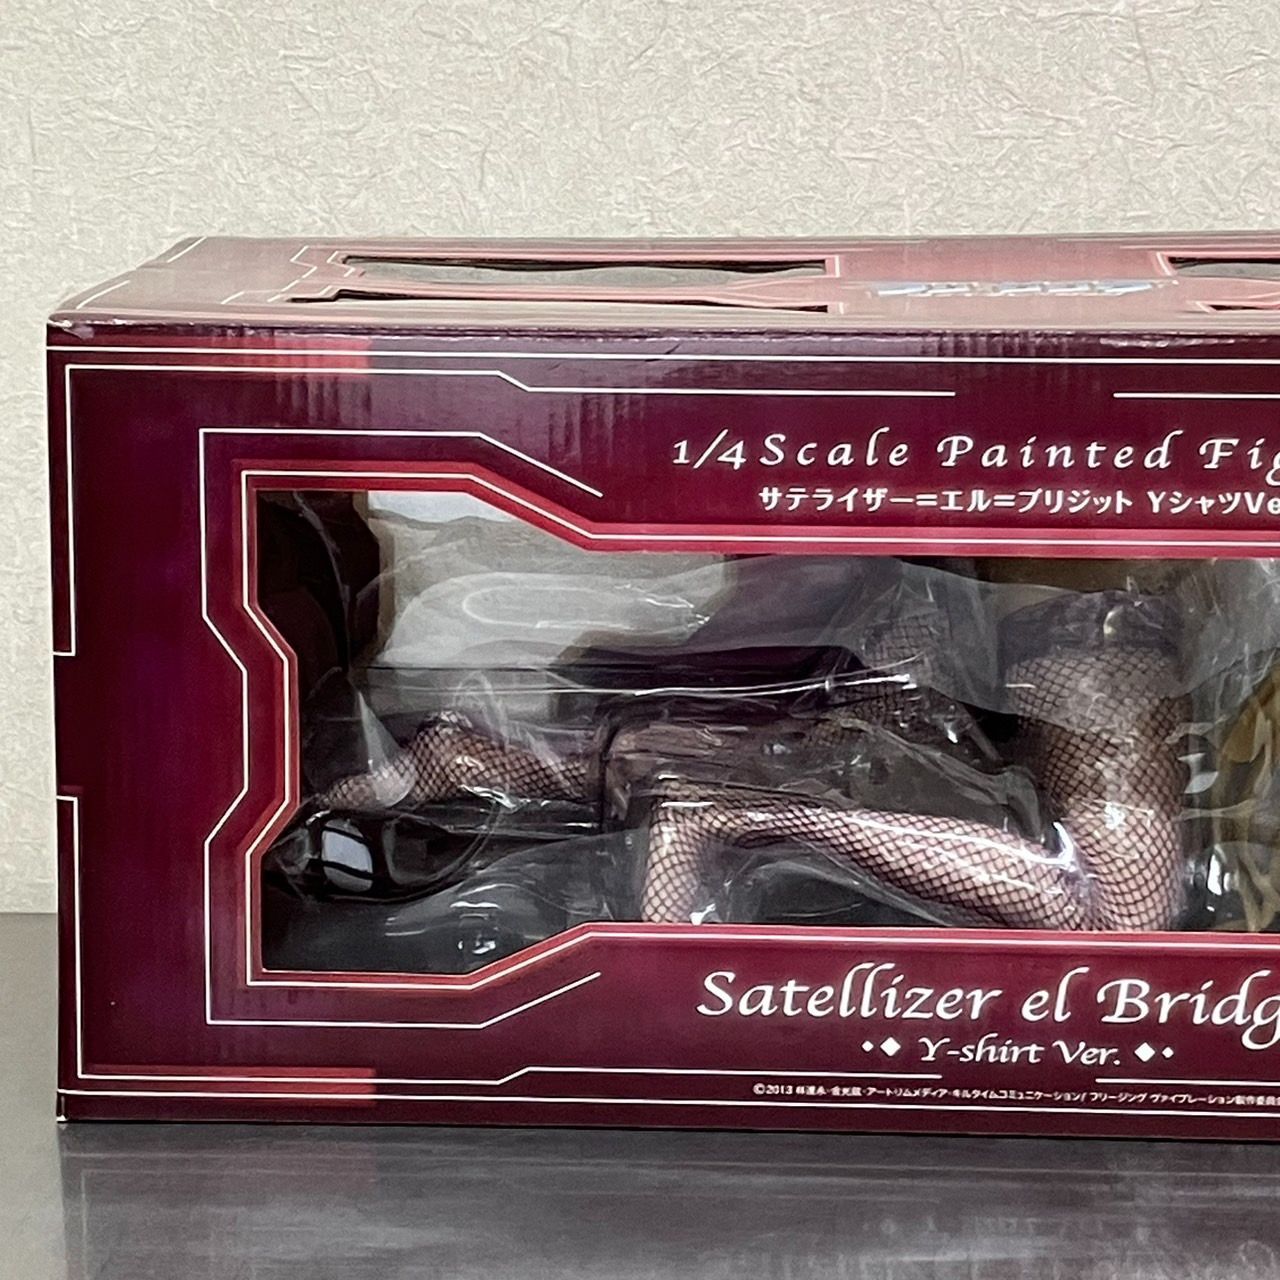 1/4 Scale Painted Fig
サテライザー=エル=ブリジット YシャツVe
Satellizer el Bridg
Y-shirt Ver.
©2013 林達永・金光鉉・アートリムメディア・キルタイムコミュニケーション/フリージング ヴァイブレーション製作委員会